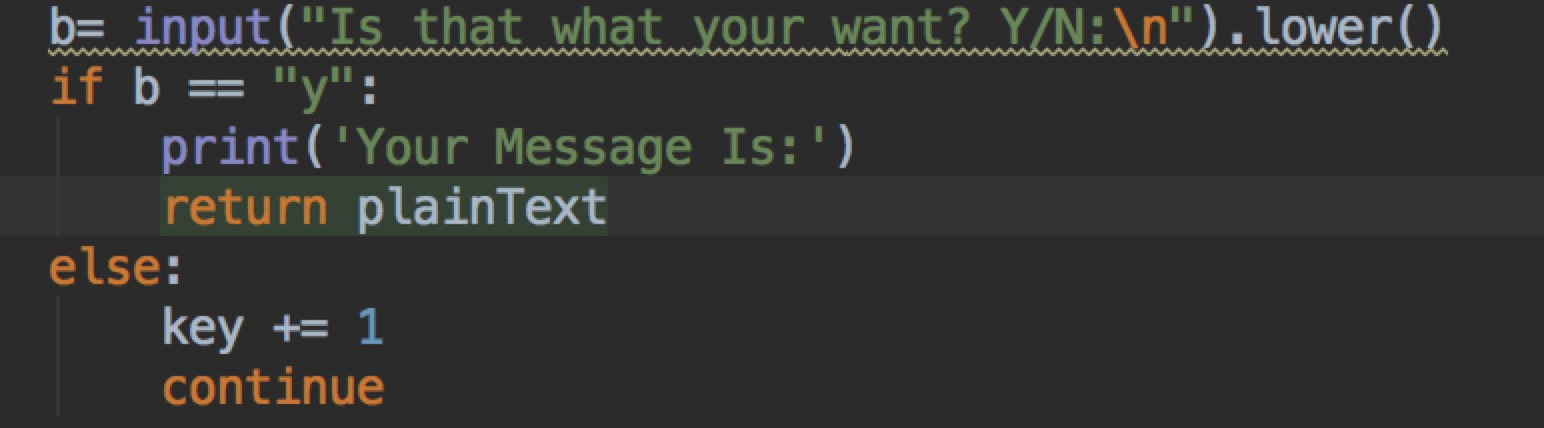 b= input("Is that what your want? Y/N:\n").lower()
if b == "y":
    print('Your Message Is:')
    return plainText
else:
    key += 1
    continue